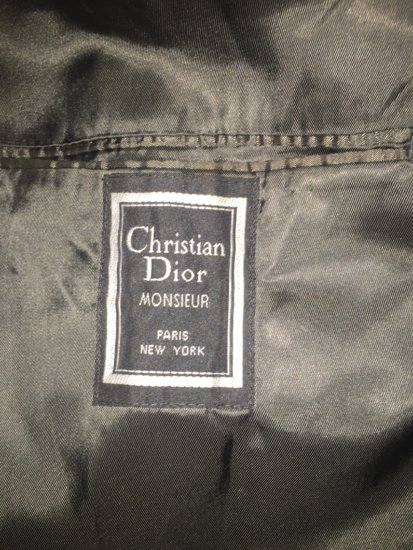 Christian
Dior
MONSIEUR
PARIS
NEW YORK